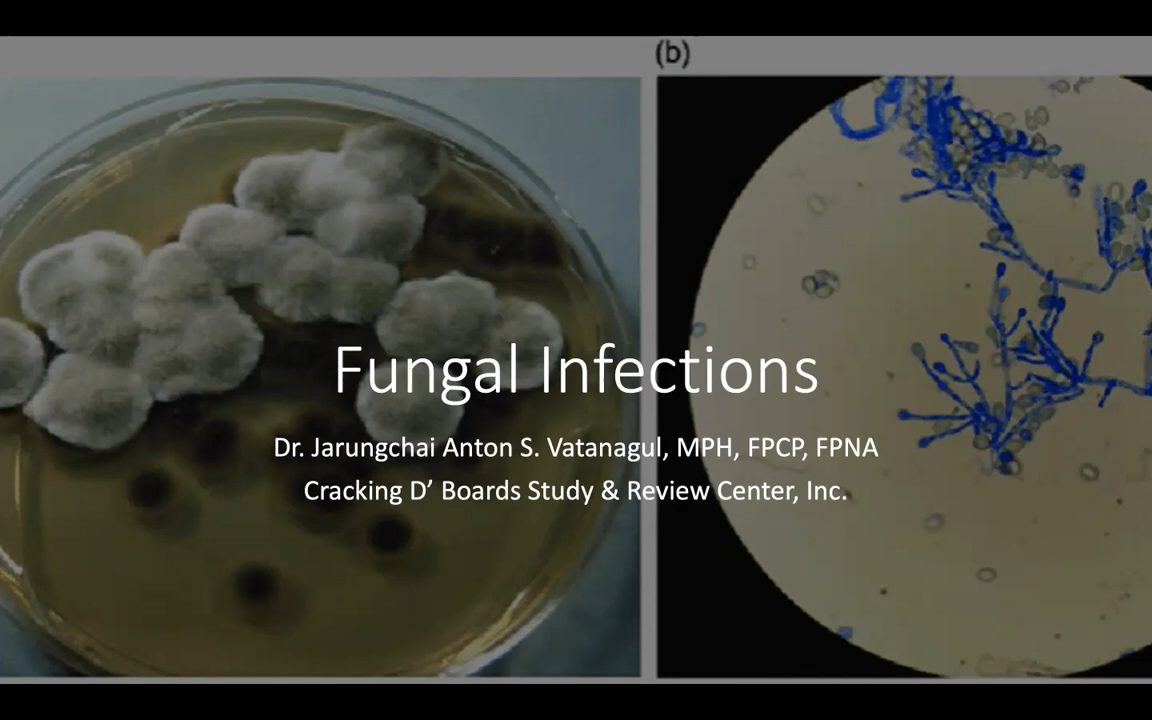 (b)
Fungal Infections
Dr. Jarungchai Anton S. Vatanagul, MPH, FPCP, FPNA
Cracking D’ Boards Study & Review Center, Inc.